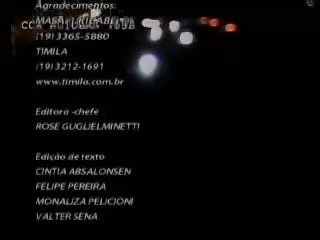 Agradecimentos:
(19) 3365-5880
TIMILA
(19) 3212-1691
www.timila.com.br
Editora -chefe
ROSE GUGLIELMINETTI
Edição de texto
CINTIA ABSALONSEN
FELIPE PEREIRA
MONALIZA PELICIONI
VALTER SENA